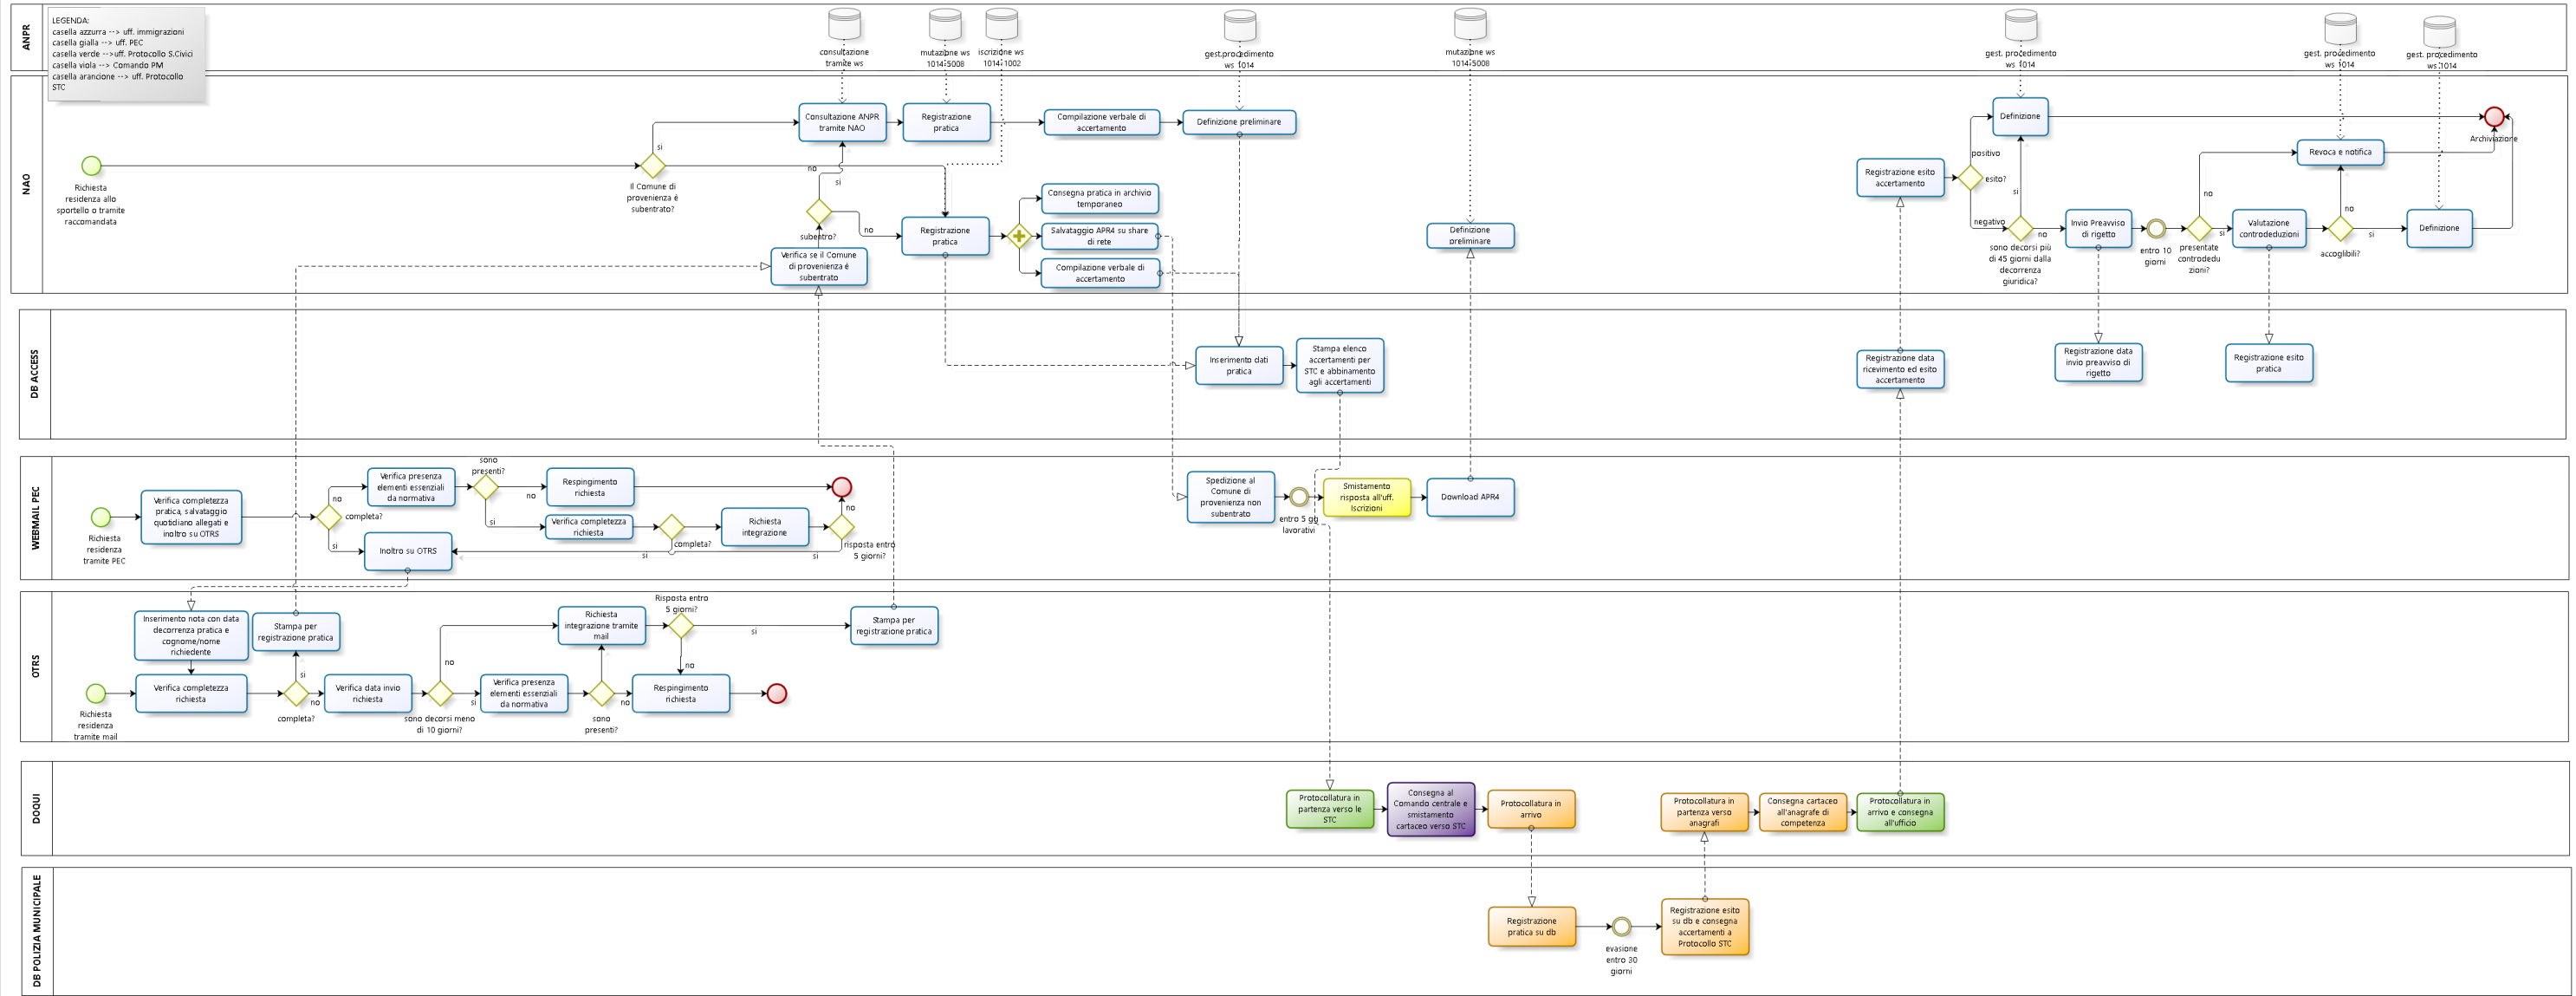 ANPR
LEGENDA:
casella azzurra --> uff. immigrazioni
casella gialla --> uff. PEC
casella verde -->uff. Protocollo S.Civici
casella viola --> Comando PM
casella arancione --> uff. Protocollo
STC
consultazione
tramite ws
mutazione ws
1014-5008
iscrizione ws
1014-1002
gest.procedimento
ws 1014
mutazione ws
1014-5008
gest. procedimento
ws 1014
gest. procedimento
ws 1014
gest. procedimento
ws 1014
NAO
Richiesta
residenza allo
sportello o tramite
raccomandata
si
no
Il Comune di
provenienza é
subentrato?
Consultazione ANPR
tramite NAO
Registrazione
pratica
Compilazione verbale di
accertamento
Definizione preliminare
si
no
subentro?
Verifica se il Comune
di provenienza é
subentrato
Registrazione
pratica
Consegna pratica in archivio
temporaneo
Salvataggio APR4 su share
di rete
Compilazione verbale di
accertamento
Definizione
preliminare
Registrazione esito
accertamento
positivo
esito?
negativo
Definizione
si
no
sono decorsi più
di 45 giorni dalla
decorrenza
giuridica?
Invio Preavviso
di rigetto
entro 10
giorni
no
si
presentate
controdedu
zioni?
Valutazione
controdeduzioni
Revoca e notifica
no
si
accoglibili?
Definizione
Archiviazione
DB ACCESS
Inserimento dati
pratica
Stampa elenco
accertamenti per
STC e abbinamento
agli accertamenti
Registrazione data
ricevimento ed esito
accertamento
Registrazione data
invio preavviso di
rigetto
Registrazione esito
pratica
WEBMAIL PEC
Richiesta
residenza
tramite PEC
Verifica completezza
pratica, salvataggio
quotidiano allegati e
inoltro su OTRS
no
completa?
si
Verifica presenza
elementi essenziali
da normativa
sono
presenti?
no
si
Respingimento
richiesta
Verifica completezza
richiesta
completa?
si
Richiesta
integrazione
no
risposta entro
5 giorni?
si
Inoltro su OTRS
Spedizione al
Comune di
provenienza non
subentrato
entro 5 gg
lavorativi
Smistamento
risposta all'uff.
Iscrizioni
Download APR4
OTRS
Inserimento nota con data
decorrenza pratica e
cognome/nome
richiedente
Stampa per
registrazione pratica
Richiesta
residenza
tramite mail
Verifica completezza
richiesta
si
no
completa?
Verifica data invio
richiesta
no
si
sono decorsi meno
di 10 giorni?
Verifica presenza
elementi essenziali
da normativa
no
sono
presenti?
Richiesta
integrazione tramite
mail
Risposta entro
5 giorni?
si
no
Respingimento
richiesta
Stampa per
registrazione pratica
DOQUI
Protocollatura in
partenza verso le
STC
Consegna al
Comando centrale e
smistamento
cartaceo verso STC
Protocollatura in
arrivo
Protocollatura in
partenza verso
anagrafi
Consegna cartaceo
all'anagrafe di
competenza
Protocollatura in
arrivo e consegna
all'ufficio
DB POLIZIA MUNICIPALE
Registrazione
pratica su db
evasione
entro 30
giorni
Registrazione esito
su db e consegna
accertamenti a
Protocollo STC